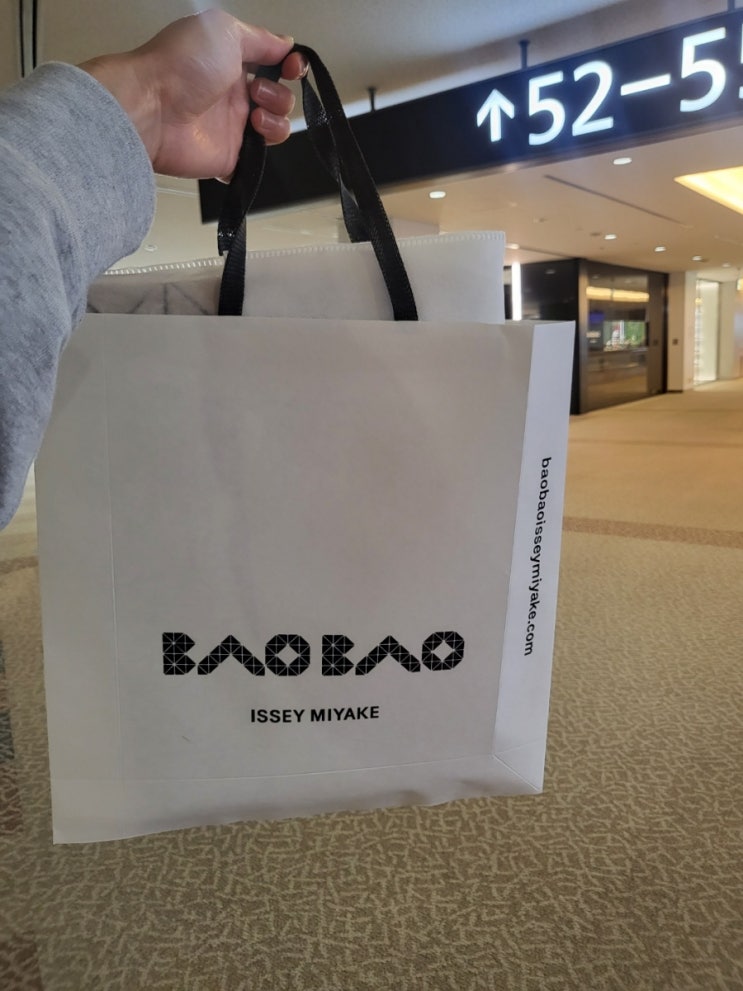 ↑52-5
baobaoisseymiyake.com
BAO BAO
ISSEY MIYAKE